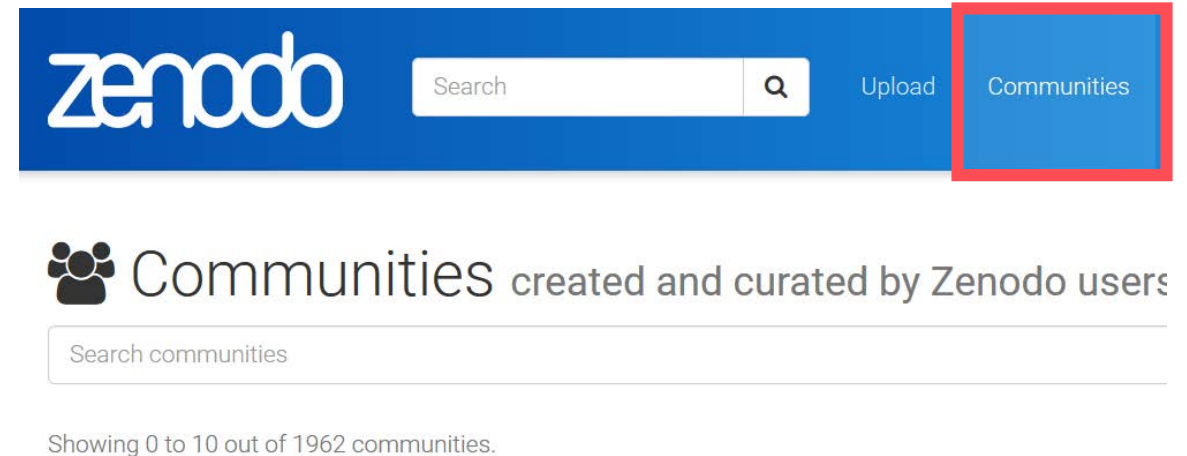 zenodo Search Upload Communities
Communities created and curated by Zenodo users
Search communities
Showing 0 to 10 out of 1962 communities.